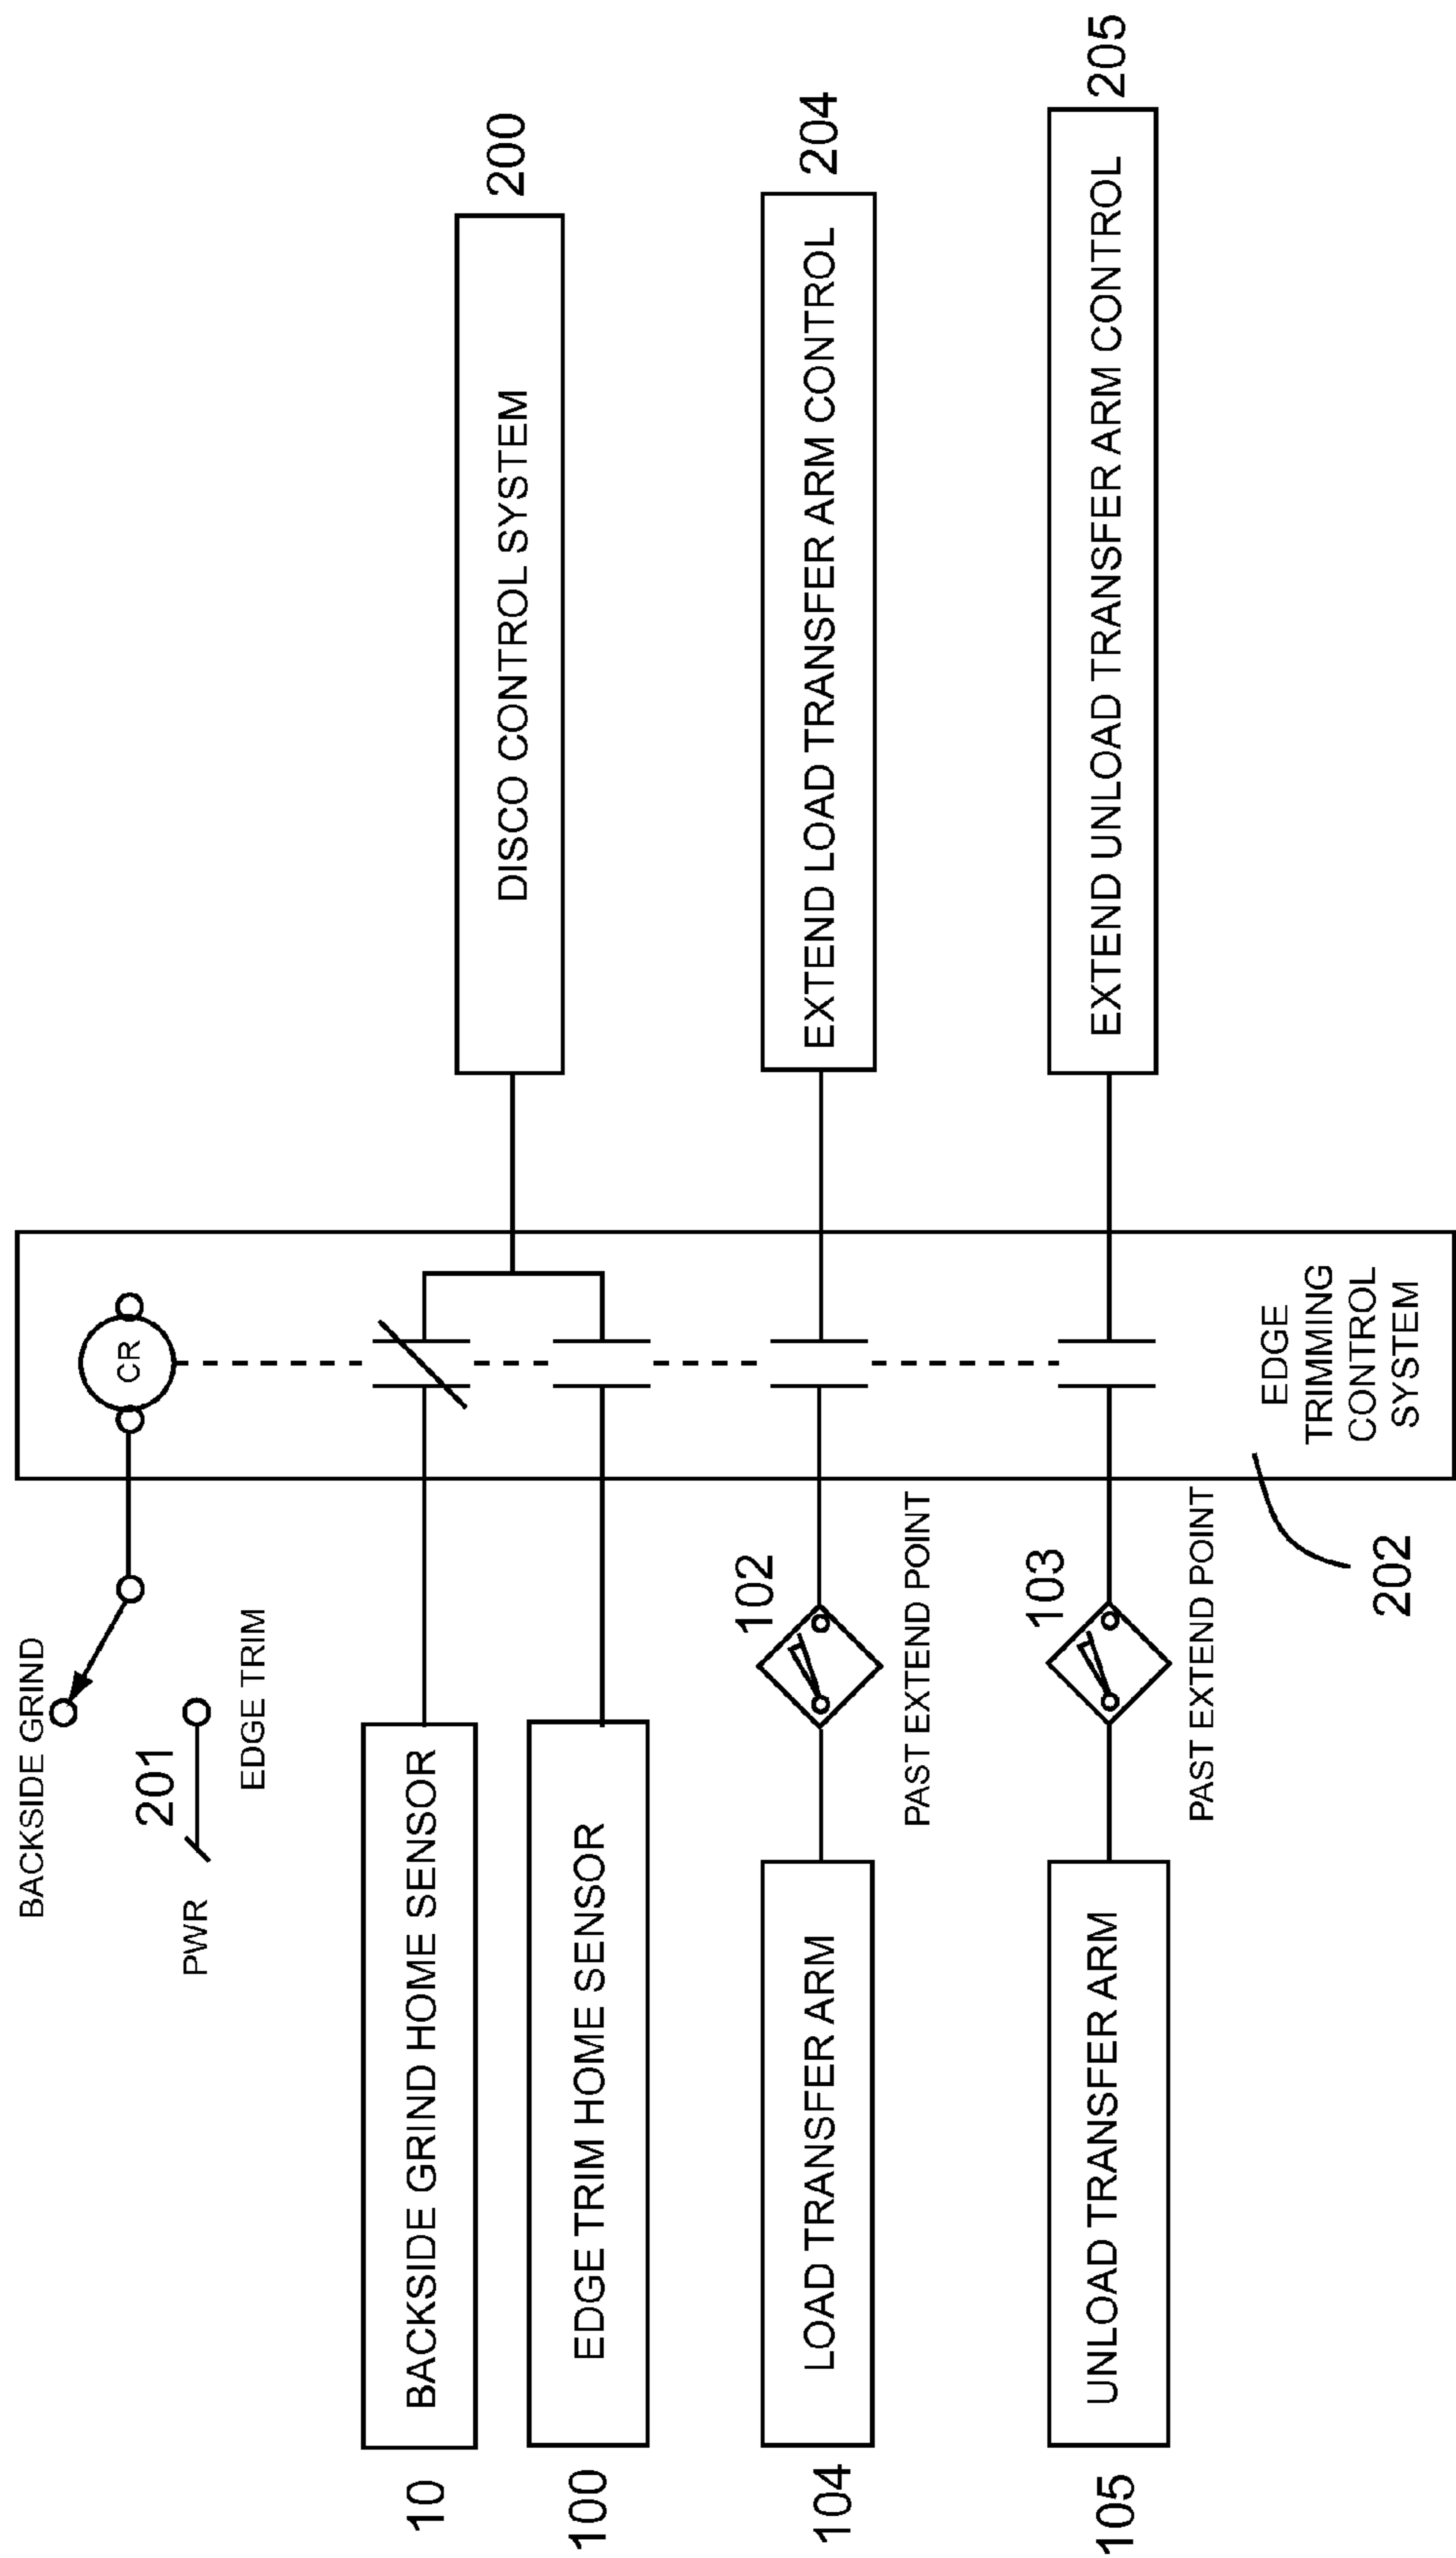 BACKSIDE GRIND
201
PWR
EDGE TRIM
CR
10
BACKSIDE GRIND HOME SENSOR
DISCO CONTROL SYSTEM
200
100
EDGE TRIM HOME SENSOR
104
LOAD TRANSFER ARM
102
PAST EXTEND POINT
EXTEND LOAD TRANSFER ARM CONTROL
204
105
UNLOAD TRANSFER ARM
103
PAST EXTEND POINT
EXTEND UNLOAD TRANSFER ARM CONTROL
205
EDGE
TRIMMING
CONTROL
SYSTEM
202